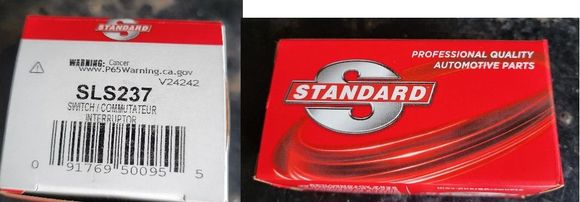 STANDARD
WARNING: Cancer
www.P65Warning.ca.gov
V24242
SLS237
SWITCH / COMMUTATEUR
INTERRUPTOR
0 91769 50095 5
PROFESSIONAL QUALITY
AUTOMOTIVE PARTS
S
STANDARD